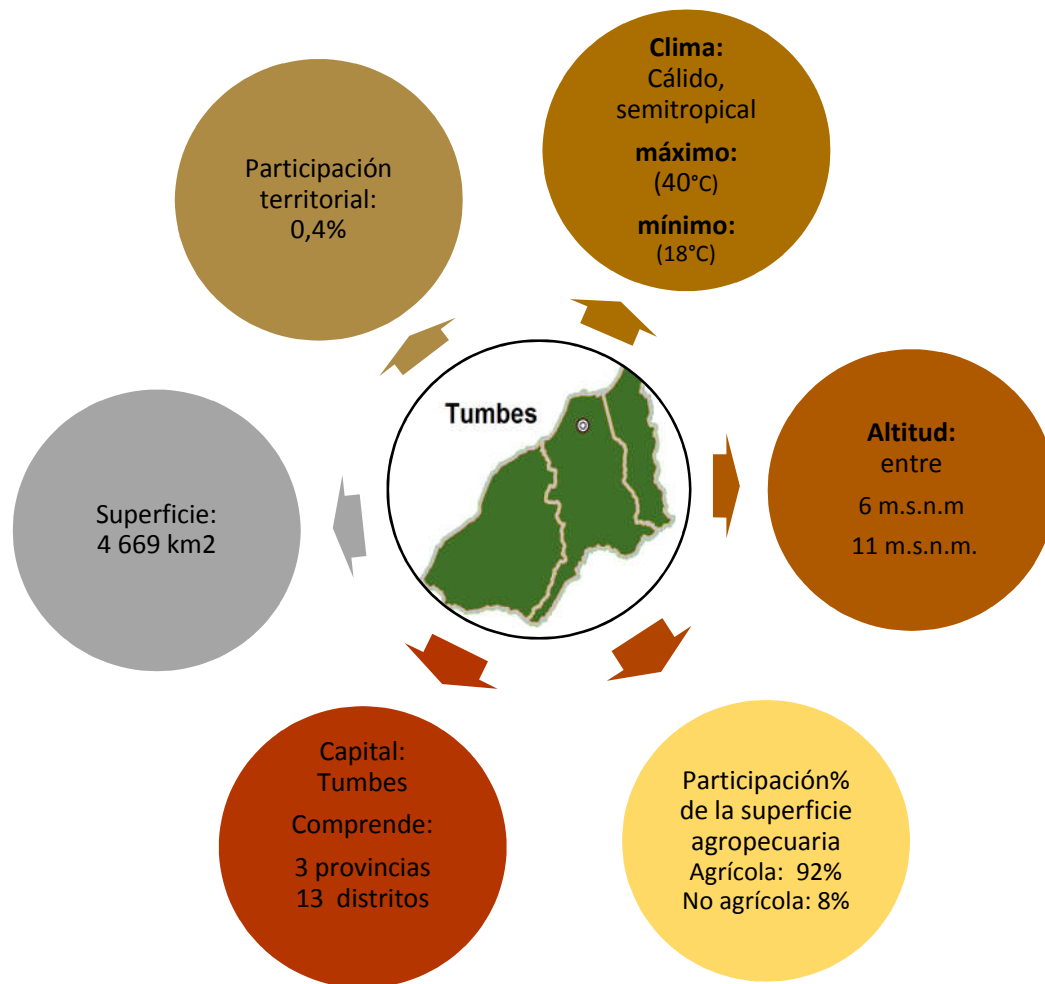 Clima:
Cálido,
semitropical
máximo:
(40°C)
mínimo:
(18°C)
Participación
territorial:
0,4%
Tumbes
Altitud:
entre
6 m.s.n.m
11 m.s.n.m.
Superficie:
4 669 km2
Capital:
Tumbes
Comprende:
3 provincias
13 distritos
Participación%
de la superficie
agropecuaria
Agrícola: 92%
No agrícola: 8%